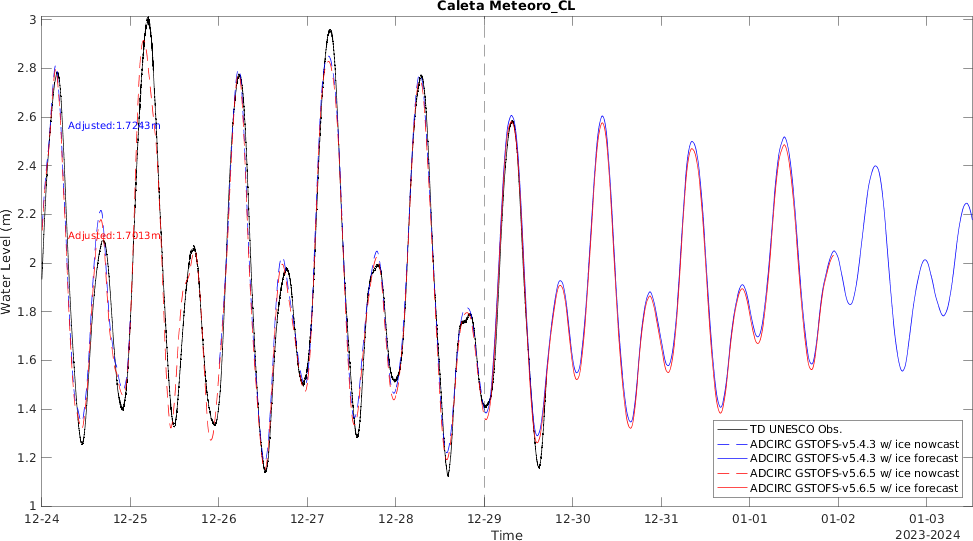 Caleta Meteoro_CL
3
2.8
2.6
2.4
2.2
2
1.8
1.6
1.4
1.2
1
Water Level (m)
Adjusted:1.7243m
Adjusted:1.7013m
TD UNESCO Obs.
ADCIRC GSTOFS-v5.4.3 w/ ice nowcast
ADCIRC GSTOFS-v5.4.3 w/ ice forecast
ADCIRC GSTOFS-v5.6.5 w/ ice nowcast
ADCIRC GSTOFS-v5.6.5 w/ ice forecast
12-24 12-25 12-26 12-27 12-28 12-29 12-30 12-31 01-01 01-02 01-03
Time
2023-2024